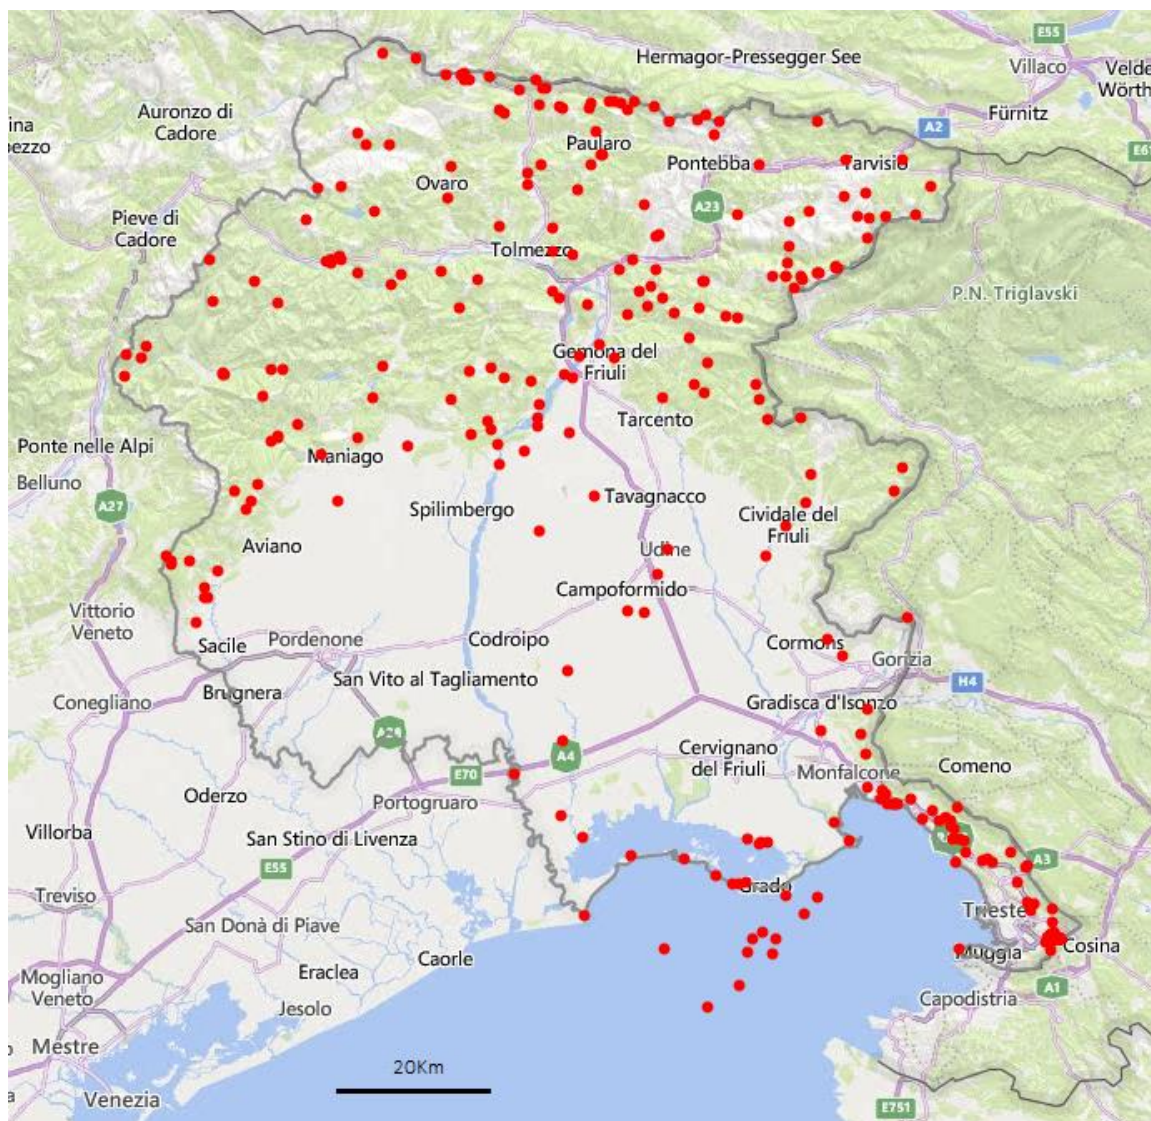 E55
Hermagor-Pressegger See
Villaco
Velde
Wörth
Auronzo di
Cadore
Fürnitz
ina
pezzo
A2
E61
Paularo
Pontebba
Tarvisio
Ovaro
A23
Pieve di
Cadore
Tolmezzo
P.N. Triglavski
Gemona del
Friuli
Tarcento
Ponte nelle Alpi
Maniago
Belluno
A27
Tavagnacco
Spilimbergo
Cividale del
Friuli
Aviano
Udine
Campoformido
Vittorio
Veneto
Sacile
Pordenone
Codroipo
Cormons
Gorizia
San Vito al Tagliamento
H4
Brugnera
Conegliano
Gradisca d'Isonzo
A28
Cervignano
del Friuli
A4
E70
Monfalcone
Comeno
Oderzo
Portogruaro
Villorba
San Stino di Livenza
A3
E55
Treviso
Grado
Trieste
San Donà di Piave
Muggia
Cosina
Caorle
Eraclea
Mogliano
Veneto
A1
Capodistria
Jesolo
20Km
Mestre
Venezia
E751